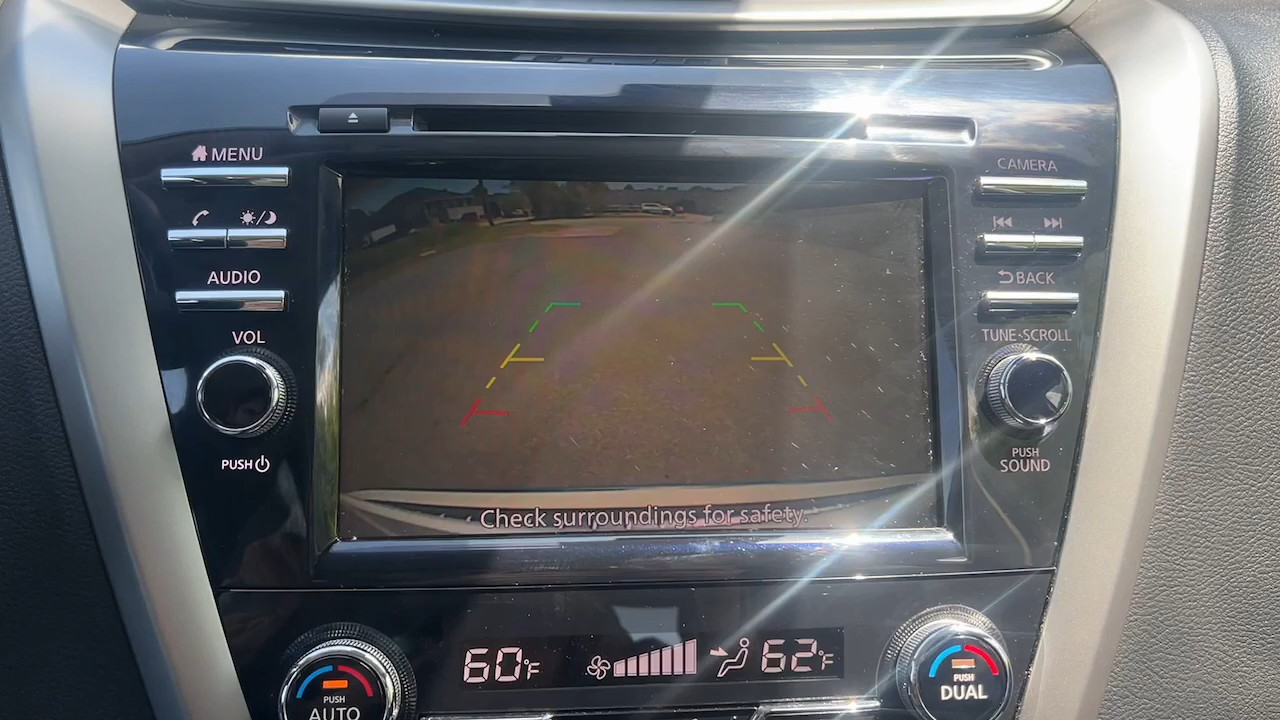 MENU
CAMERA
AUDIO
BACK
VOL
TUNE·SCROLL
PUSH
PUSH
SOUND
Check surroundings for safety.
60°F
62°F
PUSH
AUTO
PUSH
DUAL